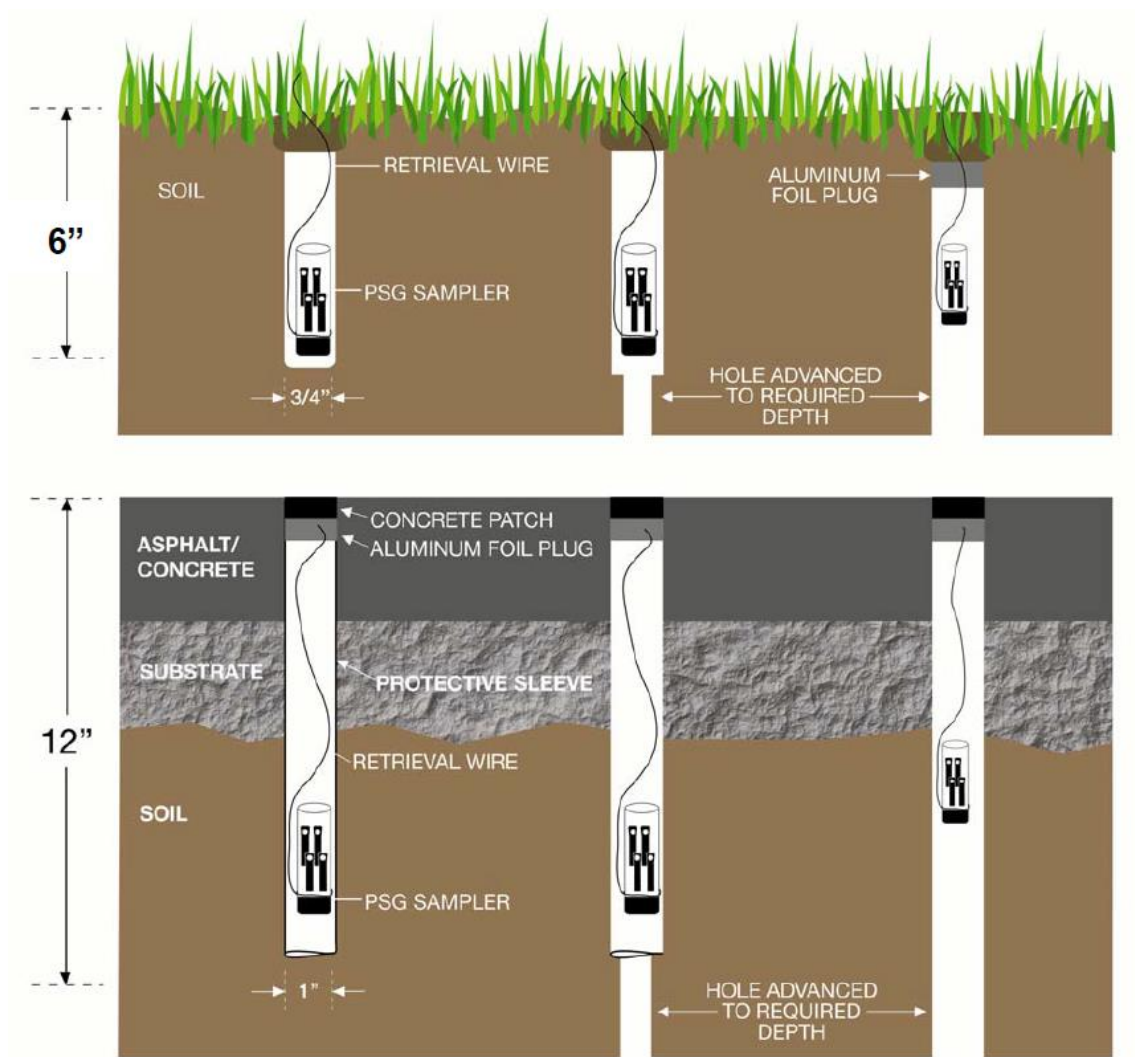 RETRIEVAL WIRE
SOIL
ALUMINUM
FOIL PLUG
6”
PSG SAMPLER
HOLE ADVANCED
TO REQUIRED
DEPTH
3/4”
CONCRETE PATCH
ALUMINUM FOIL PLUG
ASPHALT/
CONCRETE
SUBSTRATE
PROTECTIVE SLEEVE
12”
RETRIEVAL WIRE
SOIL
PSG SAMPLER
1”
HOLE ADVANCED
TO REQUIRED
DEPTH